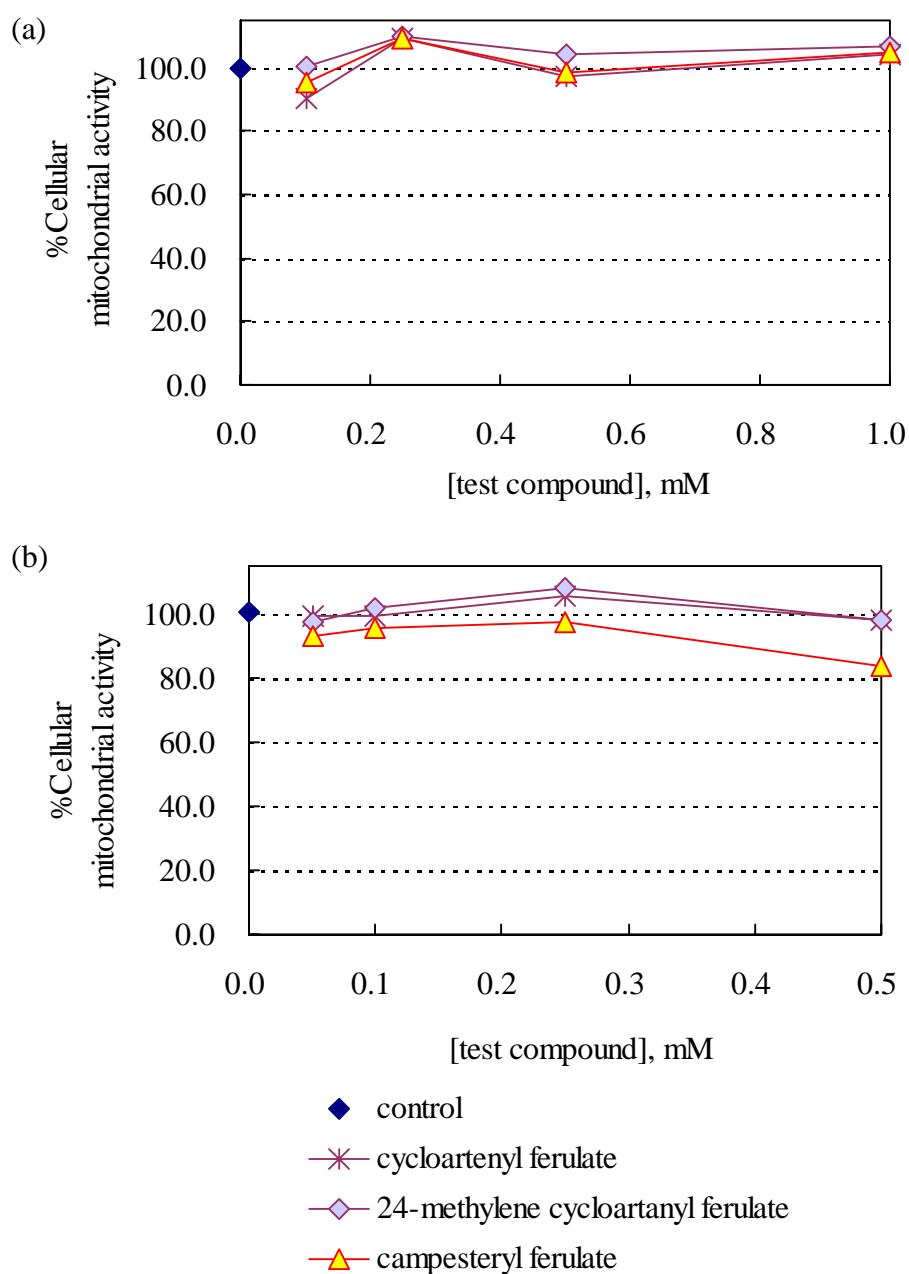 (a)
%Cellular
mitochondrial activity
100.0
80.0
60.0
40.0
20.0
0.0
0.0 0.2 0.4 0.6 0.8 1.0
[test compound], mM
(b)
%Cellular
mitochondrial activity
100.0
80.0
60.0
40.0
20.0
0.0
0.0 0.1 0.2 0.3 0.4 0.5
[test compound], mM
control
cycloartenyl ferulate
24-methylene cycloartanyl ferulate
campesteryl ferulate